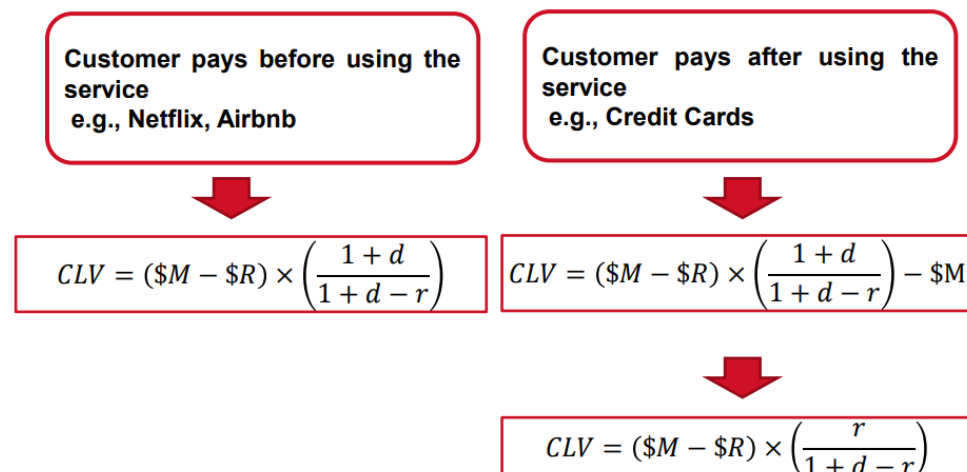 Customer pays before using the
service
e.g., Netflix, Airbnb
Customer pays after using the
service
e.g., Credit Cards
CLV = ($M − $R) × ( (1 + d) / (1 + d − r) )
CLV = ($M − $R) × ( (1 + d) / (1 + d − r) ) − $M
CLV = ($M − $R) × ( r / (1 + d − r) )